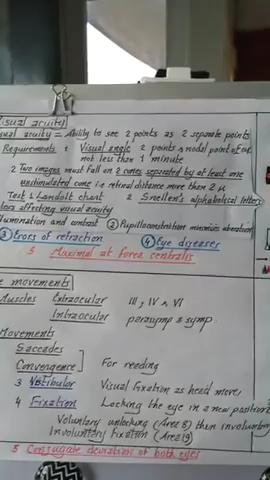 Visual acuity
Visual acuity = Ability to see 2 points as 2 separate points
Requirements : Visual angle 2 points & nodal point of eye
not less than 1 minute
2 Two images must fall on 2 cones separated by at least one
unstimulated cone i.e retinal distance more than 2 μ
Test 1 Landolt chart 2 Snellen's alphabetical letters
affecting visual acuity
illumination and contrast ② Pupilloconstriction minimizes aberration
③ Erors of refraction ④ Eye diseases
5 Maximal at fovea centralis
movements
Muscles Extraocular III, IV & VI
Intraocular parasymp & symp
Movements
Saccades
Convergence For reeding
3 Vestibular Visual fixation as head moves
4 Fixation Locking the eye in a new position
Voluntary unlocking (Area 8) then involuntary
Involuntary fixation (Area 19)
5 Conjugate deviation of both eyes